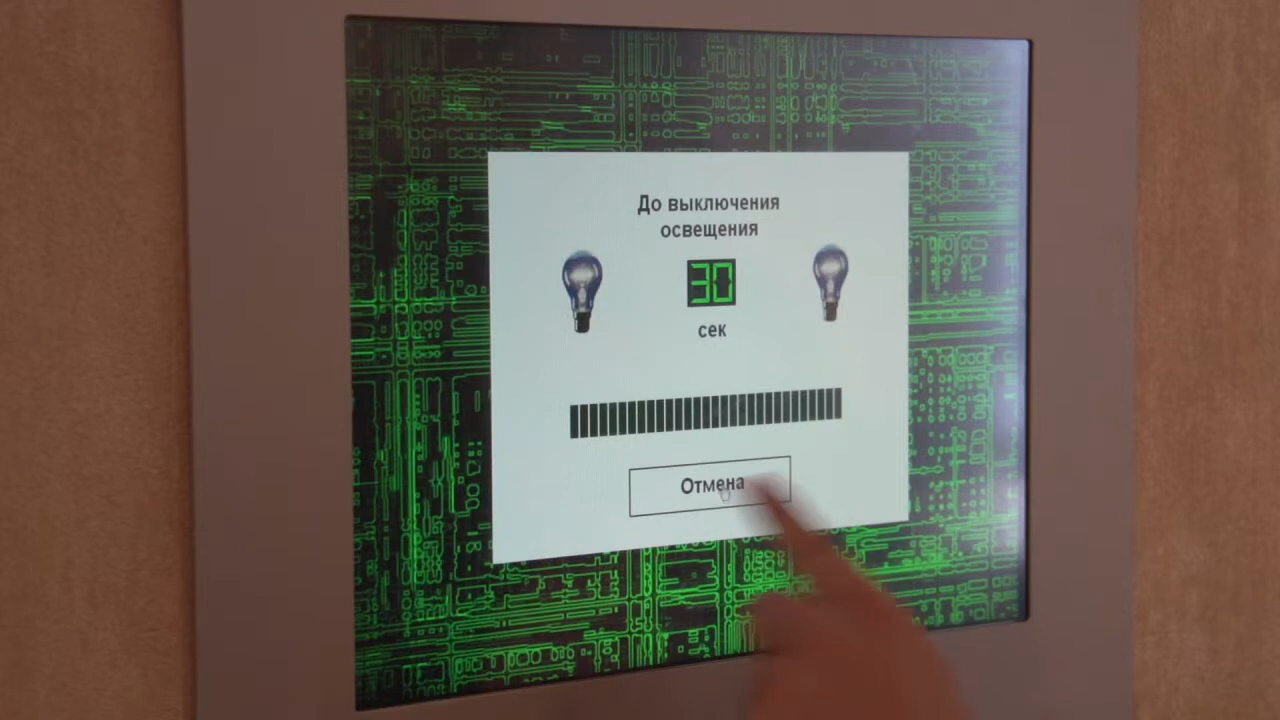 До выключения
освещения
30
сек
Отмена